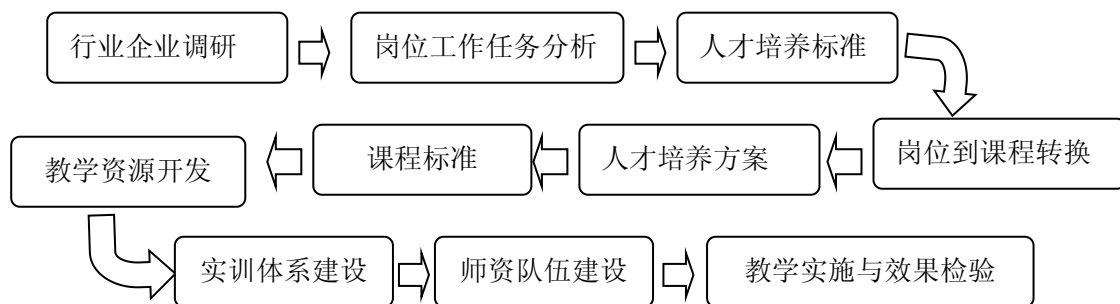 行业企业调研
岗位工作任务分析
人才培养标准
岗位到课程转换
人才培养方案
课程标准
教学资源开发
实训体系建设
师资队伍建设
教学实施与效果检验